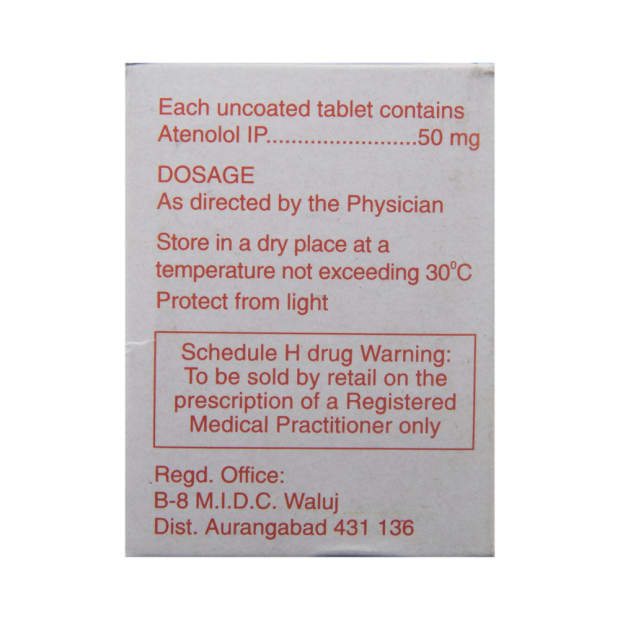 Each uncoated tablet contains
Atenolol IP.......................50 mg
DOSAGE
As directed by the Physician
Store in a dry place at a
temperature not exceeding 30°C
Protect from light
Schedule H drug Warning:
To be sold by retail on the
prescription of a Registered
Medical Practitioner only
Regd. Office:
B-8 M.I.D.C. Waluj
Dist. Aurangabad 431 136